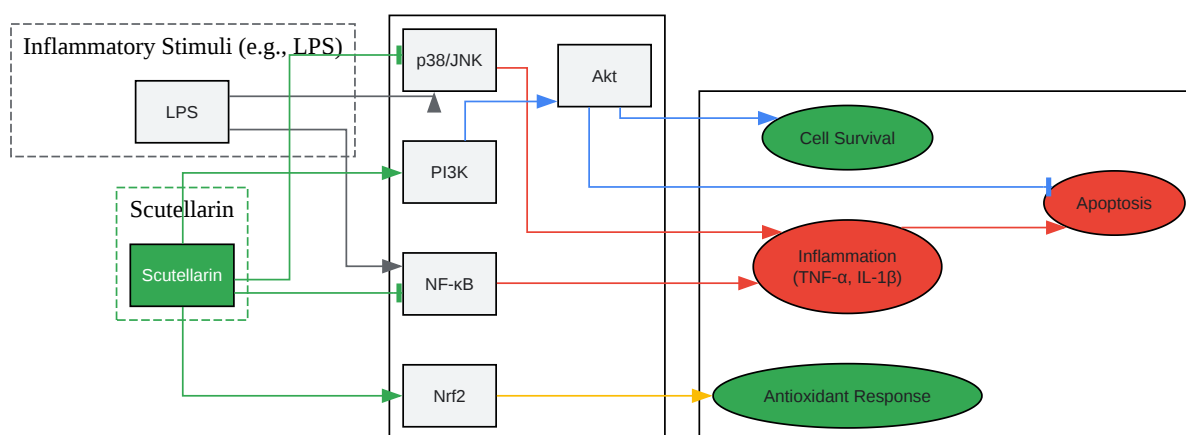 Inflammatory Stimuli (e.g., LPS)
LPS
Scutellarin
Scutellarin
p38/JNK
Akt
PI3K
NF-κB
Nrf2
Cell Survival
Apoptosis
Inflammation
(TNF-α, IL-1β)
Antioxidant Response